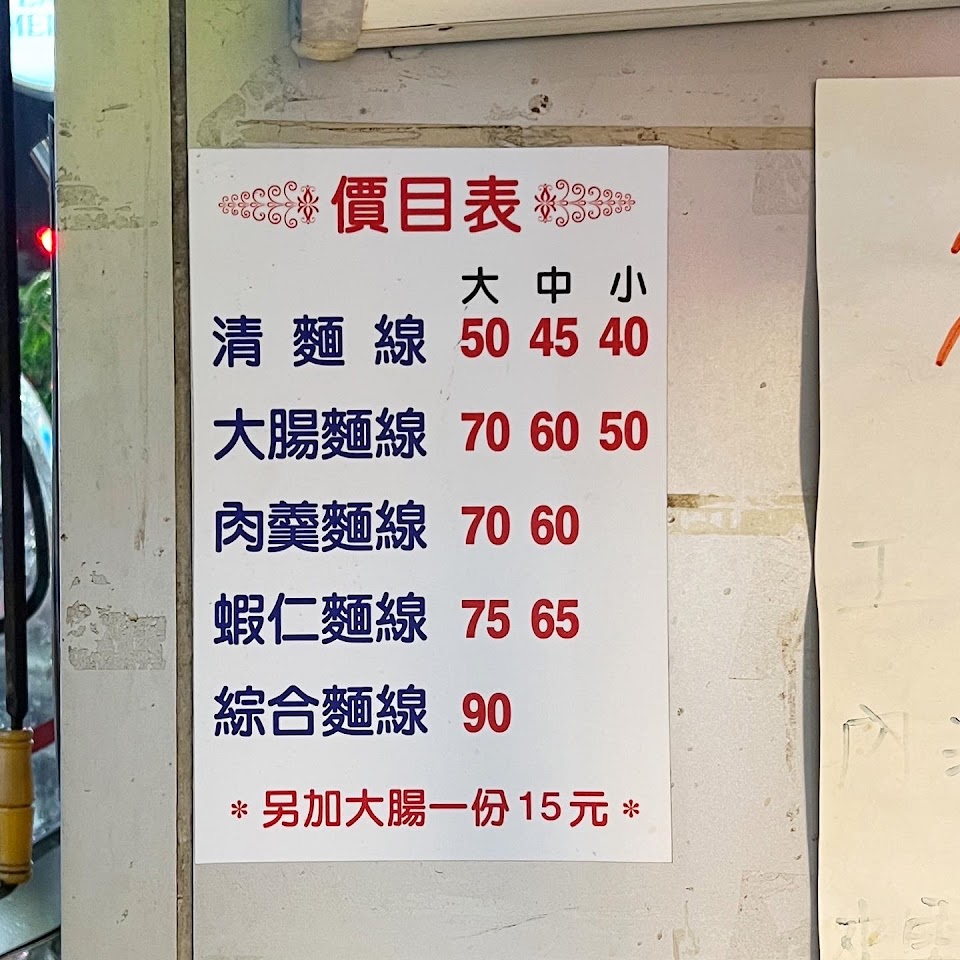 價目表
大 中 小
清麵線 50 45 40
大腸麵線 70 60 50
肉羹麵線 70 60
蝦仁麵線 75 65
綜合麵線 90
*另加大腸一份15元*